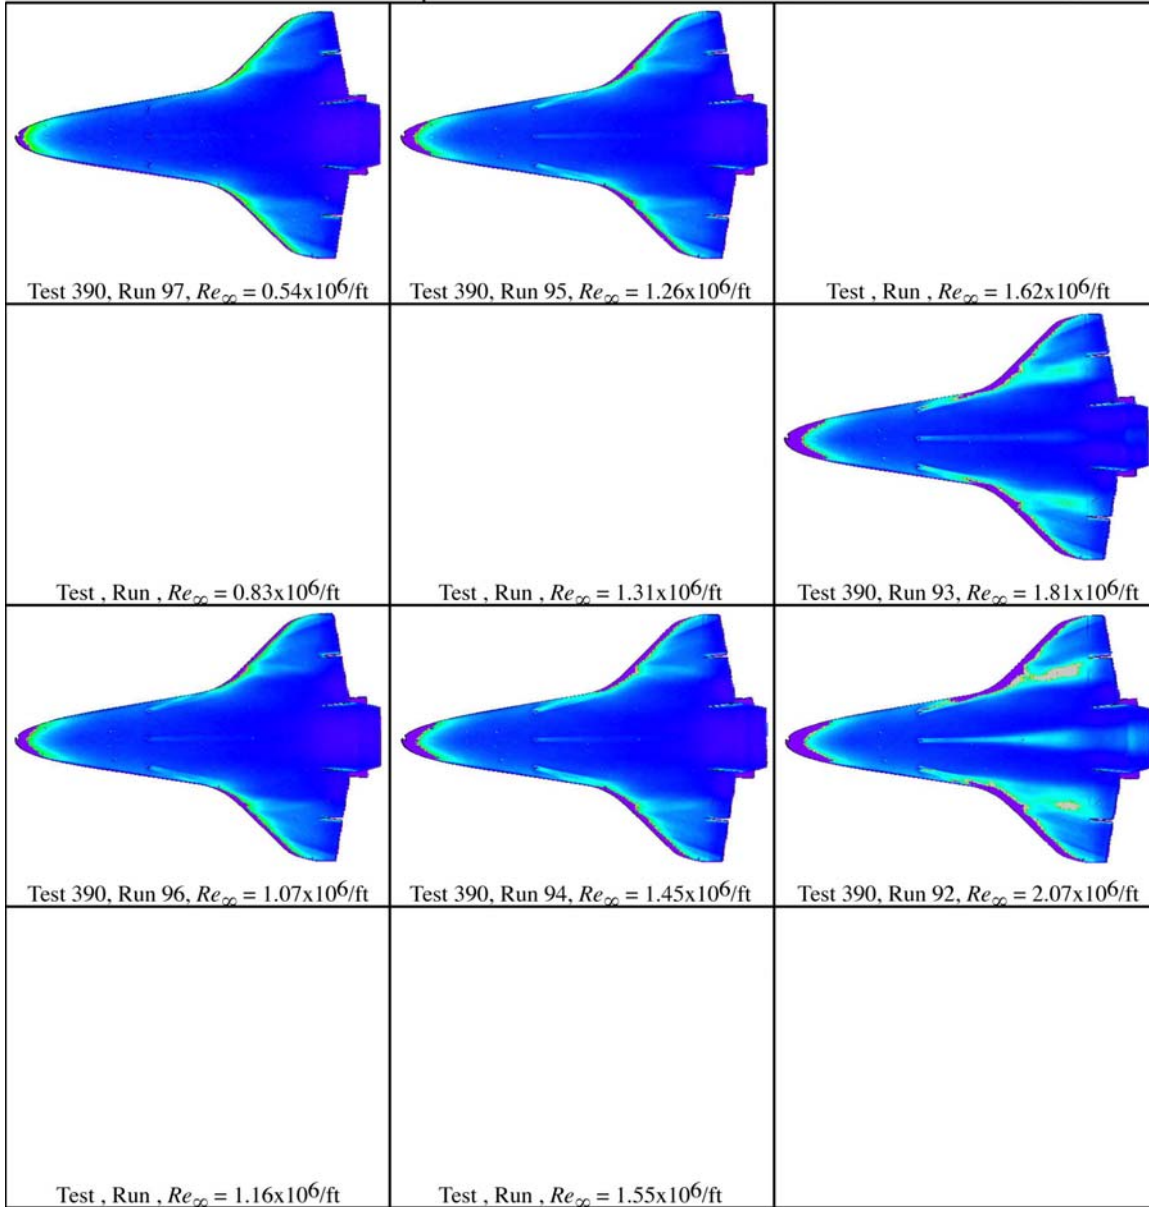 Test 390, Run 97, Re∞ = 0.54x10⁶/ft
Test 390, Run 95, Re∞ = 1.26x10⁶/ft
Test , Run , Re∞ = 1.62x10⁶/ft
Test , Run , Re∞ = 0.83x10⁶/ft
Test , Run , Re∞ = 1.31x10⁶/ft
Test 390, Run 93, Re∞ = 1.81x10⁶/ft
Test 390, Run 96, Re∞ = 1.07x10⁶/ft
Test 390, Run 94, Re∞ = 1.45x10⁶/ft
Test 390, Run 92, Re∞ = 2.07x10⁶/ft
Test , Run , Re∞ = 1.16x10⁶/ft
Test , Run , Re∞ = 1.55x10⁶/ft